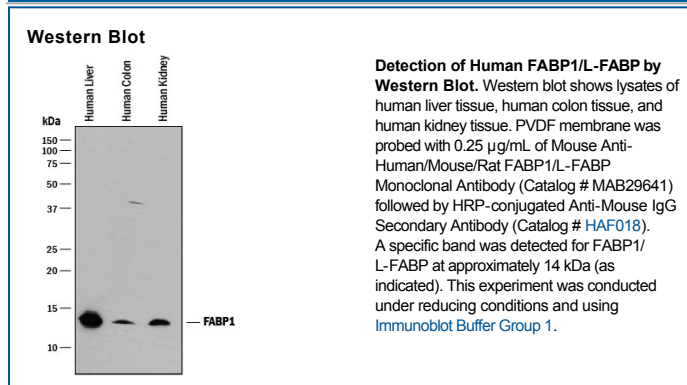 Western Blot
Human Liver
Human Colon
Human Kidney
kDa
150
100
75
50
37
25
20
15
10
FABP1
Detection of Human FABP1/L-FABP by
Western Blot. Western blot shows lysates of
human liver tissue, human colon tissue, and
human kidney tissue. PVDF membrane was
probed with 0.25 µg/mL of Mouse Anti-
Human/Mouse/Rat FABP1/L-FABP
Monoclonal Antibody (Catalog # MAB29641)
followed by HRP-conjugated Anti-Mouse IgG
Secondary Antibody (Catalog # HAF018).
A specific band was detected for FABP1/
L-FABP at approximately 14 kDa (as
indicated). This experiment was conducted
under reducing conditions and using
Immunoblot Buffer Group 1.